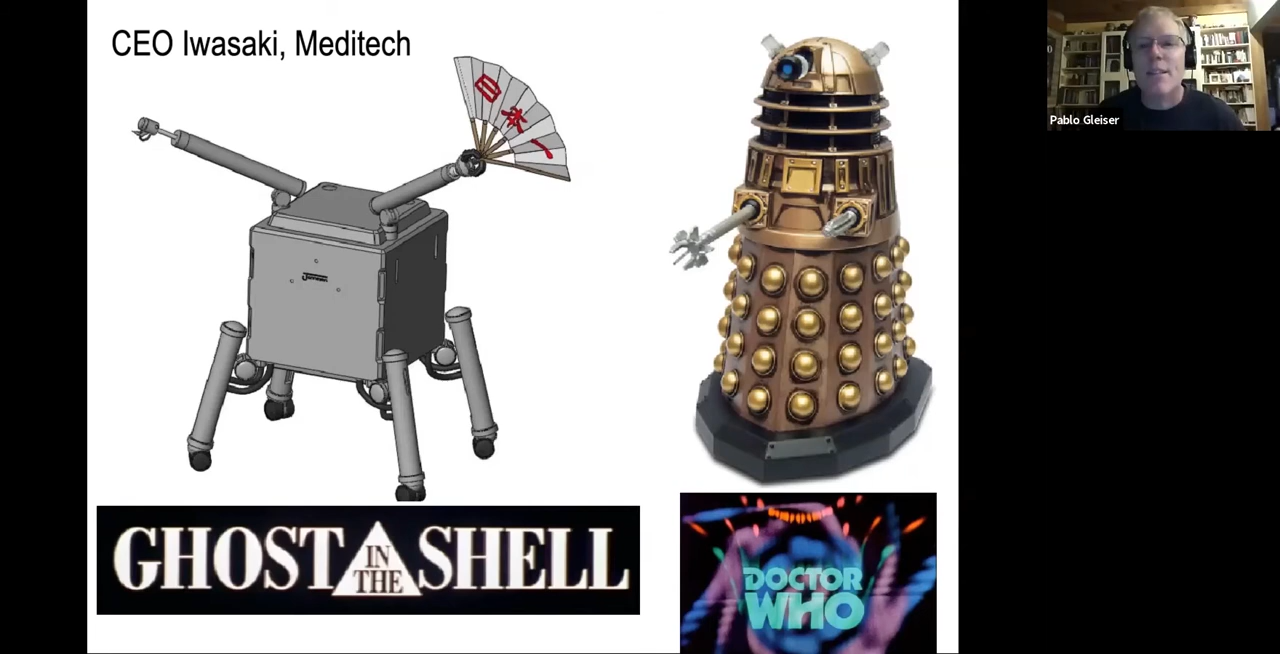 CEO Iwasaki, Meditech
日本一
Pablo Gleiser
GHOST IN THE SHELL
DOCTOR
WHO